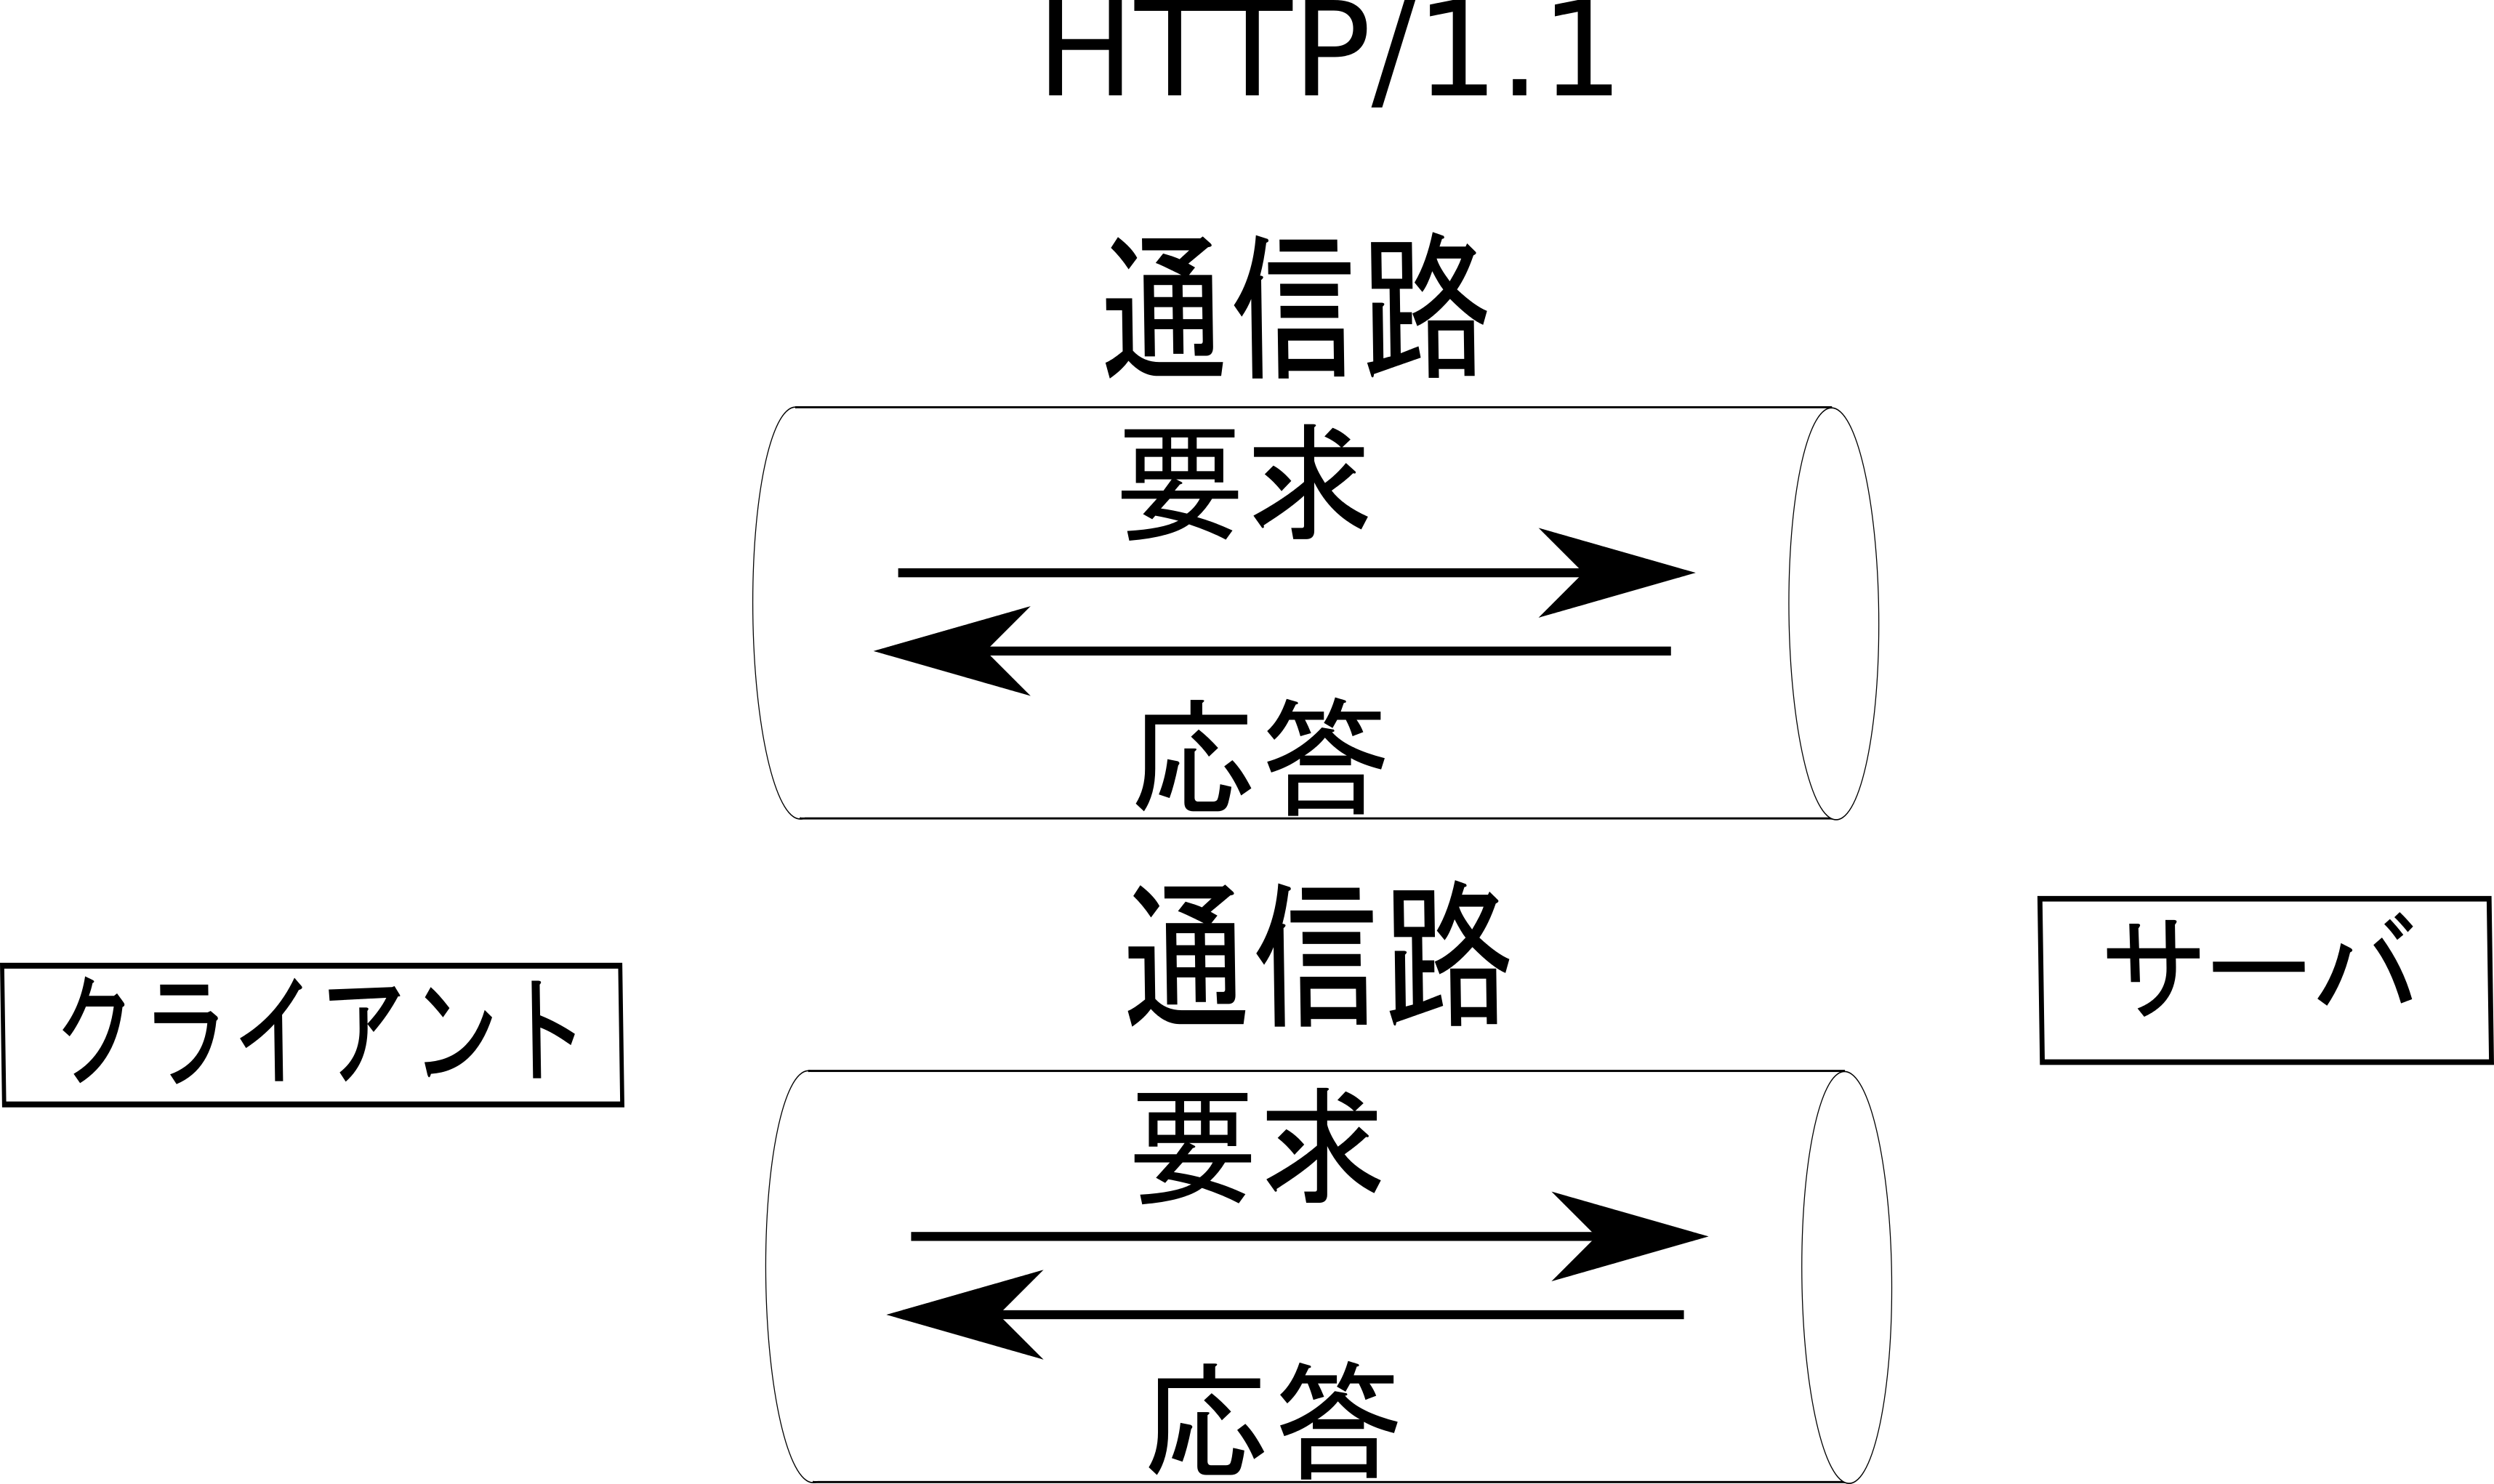 HTTP/1.1
通信路
要求
応答
通信路
クライアント
サーバ
要求
応答